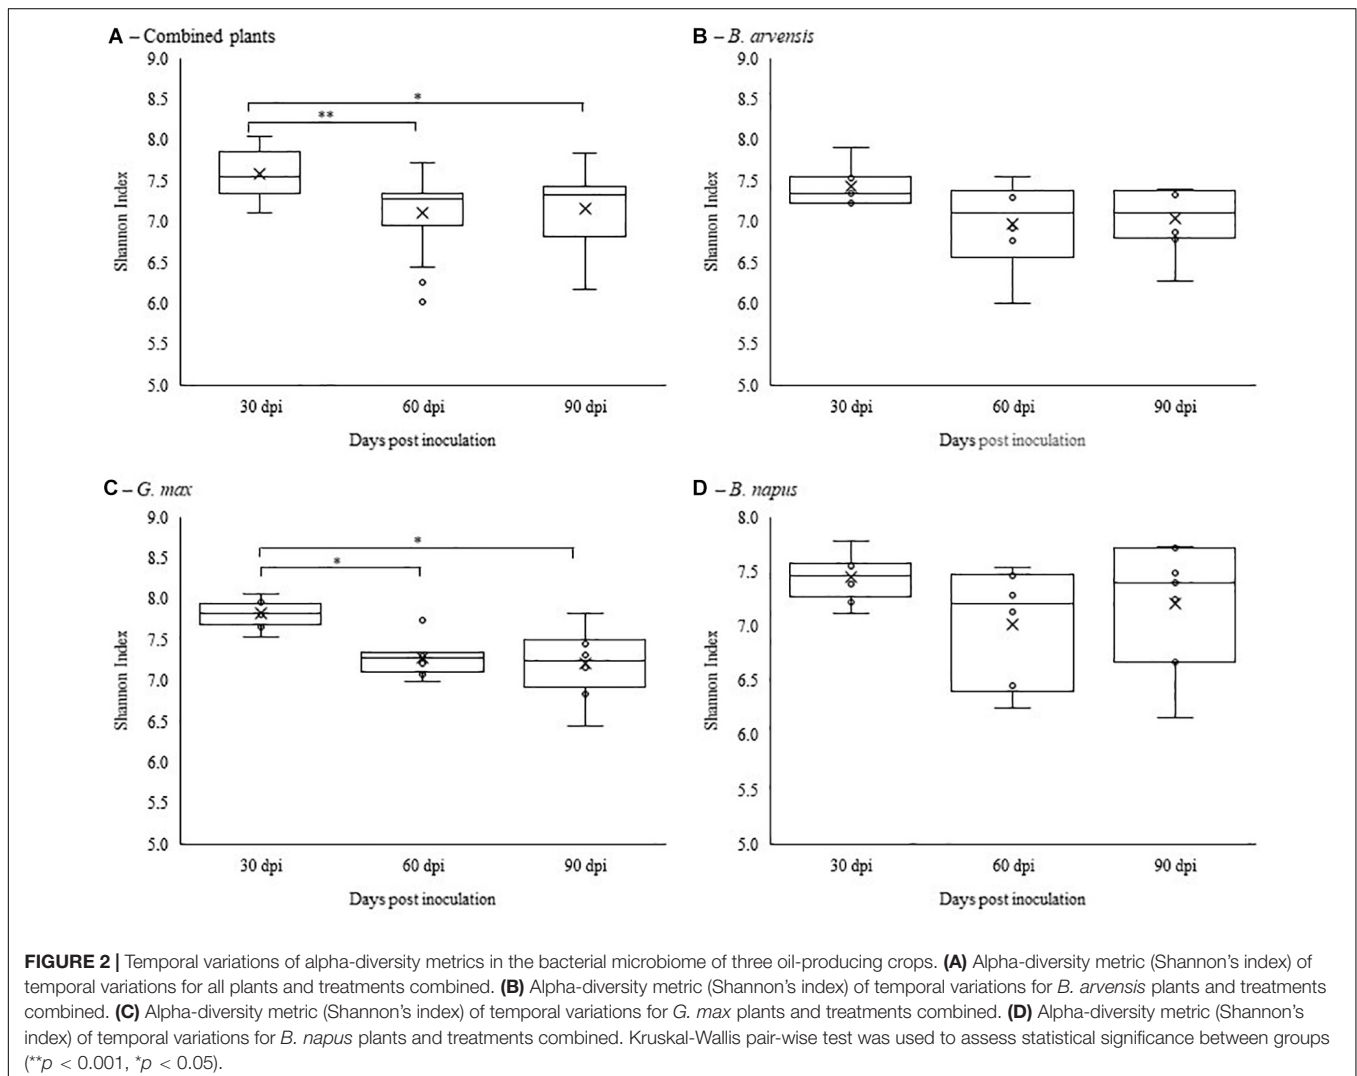 A – Combined plants
9.0
8.5
8.0
7.5
7.0
6.5
6.0
5.5
5.0
Shannon Index
*
**
30 dpi 60 dpi 90 dpi
Days post inoculation
B – B. arvensis
9.0
8.5
8.0
7.5
7.0
6.5
6.0
5.5
5.0
Shannon Index
30 dpi 60 dpi 90 dpi
Days post inoculation
C – G. max
9.0
8.5
8.0
7.5
7.0
6.5
6.0
5.5
5.0
Shannon Index
*
*
30 dpi 60 dpi 90 dpi
Days post inoculation
D – B. napus
8.0
7.5
7.0
6.5
6.0
5.5
5.0
Shannon Index
30 dpi 60 dpi 90 dpi
Days post inoculation
FIGURE 2 | Temporal variations of alpha-diversity metrics in the bacterial microbiome of three oil-producing crops. (A) Alpha-diversity metric (Shannon's index) of
temporal variations for all plants and treatments combined. (B) Alpha-diversity metric (Shannon's index) of temporal variations for B. arvensis plants and treatments
combined. (C) Alpha-diversity metric (Shannon's index) of temporal variations for G. max plants and treatments combined. (D) Alpha-diversity metric (Shannon's
index) of temporal variations for B. napus plants and treatments combined. Kruskal-Wallis pair-wise test was used to assess statistical significance between groups
(**p < 0.001, *p < 0.05).